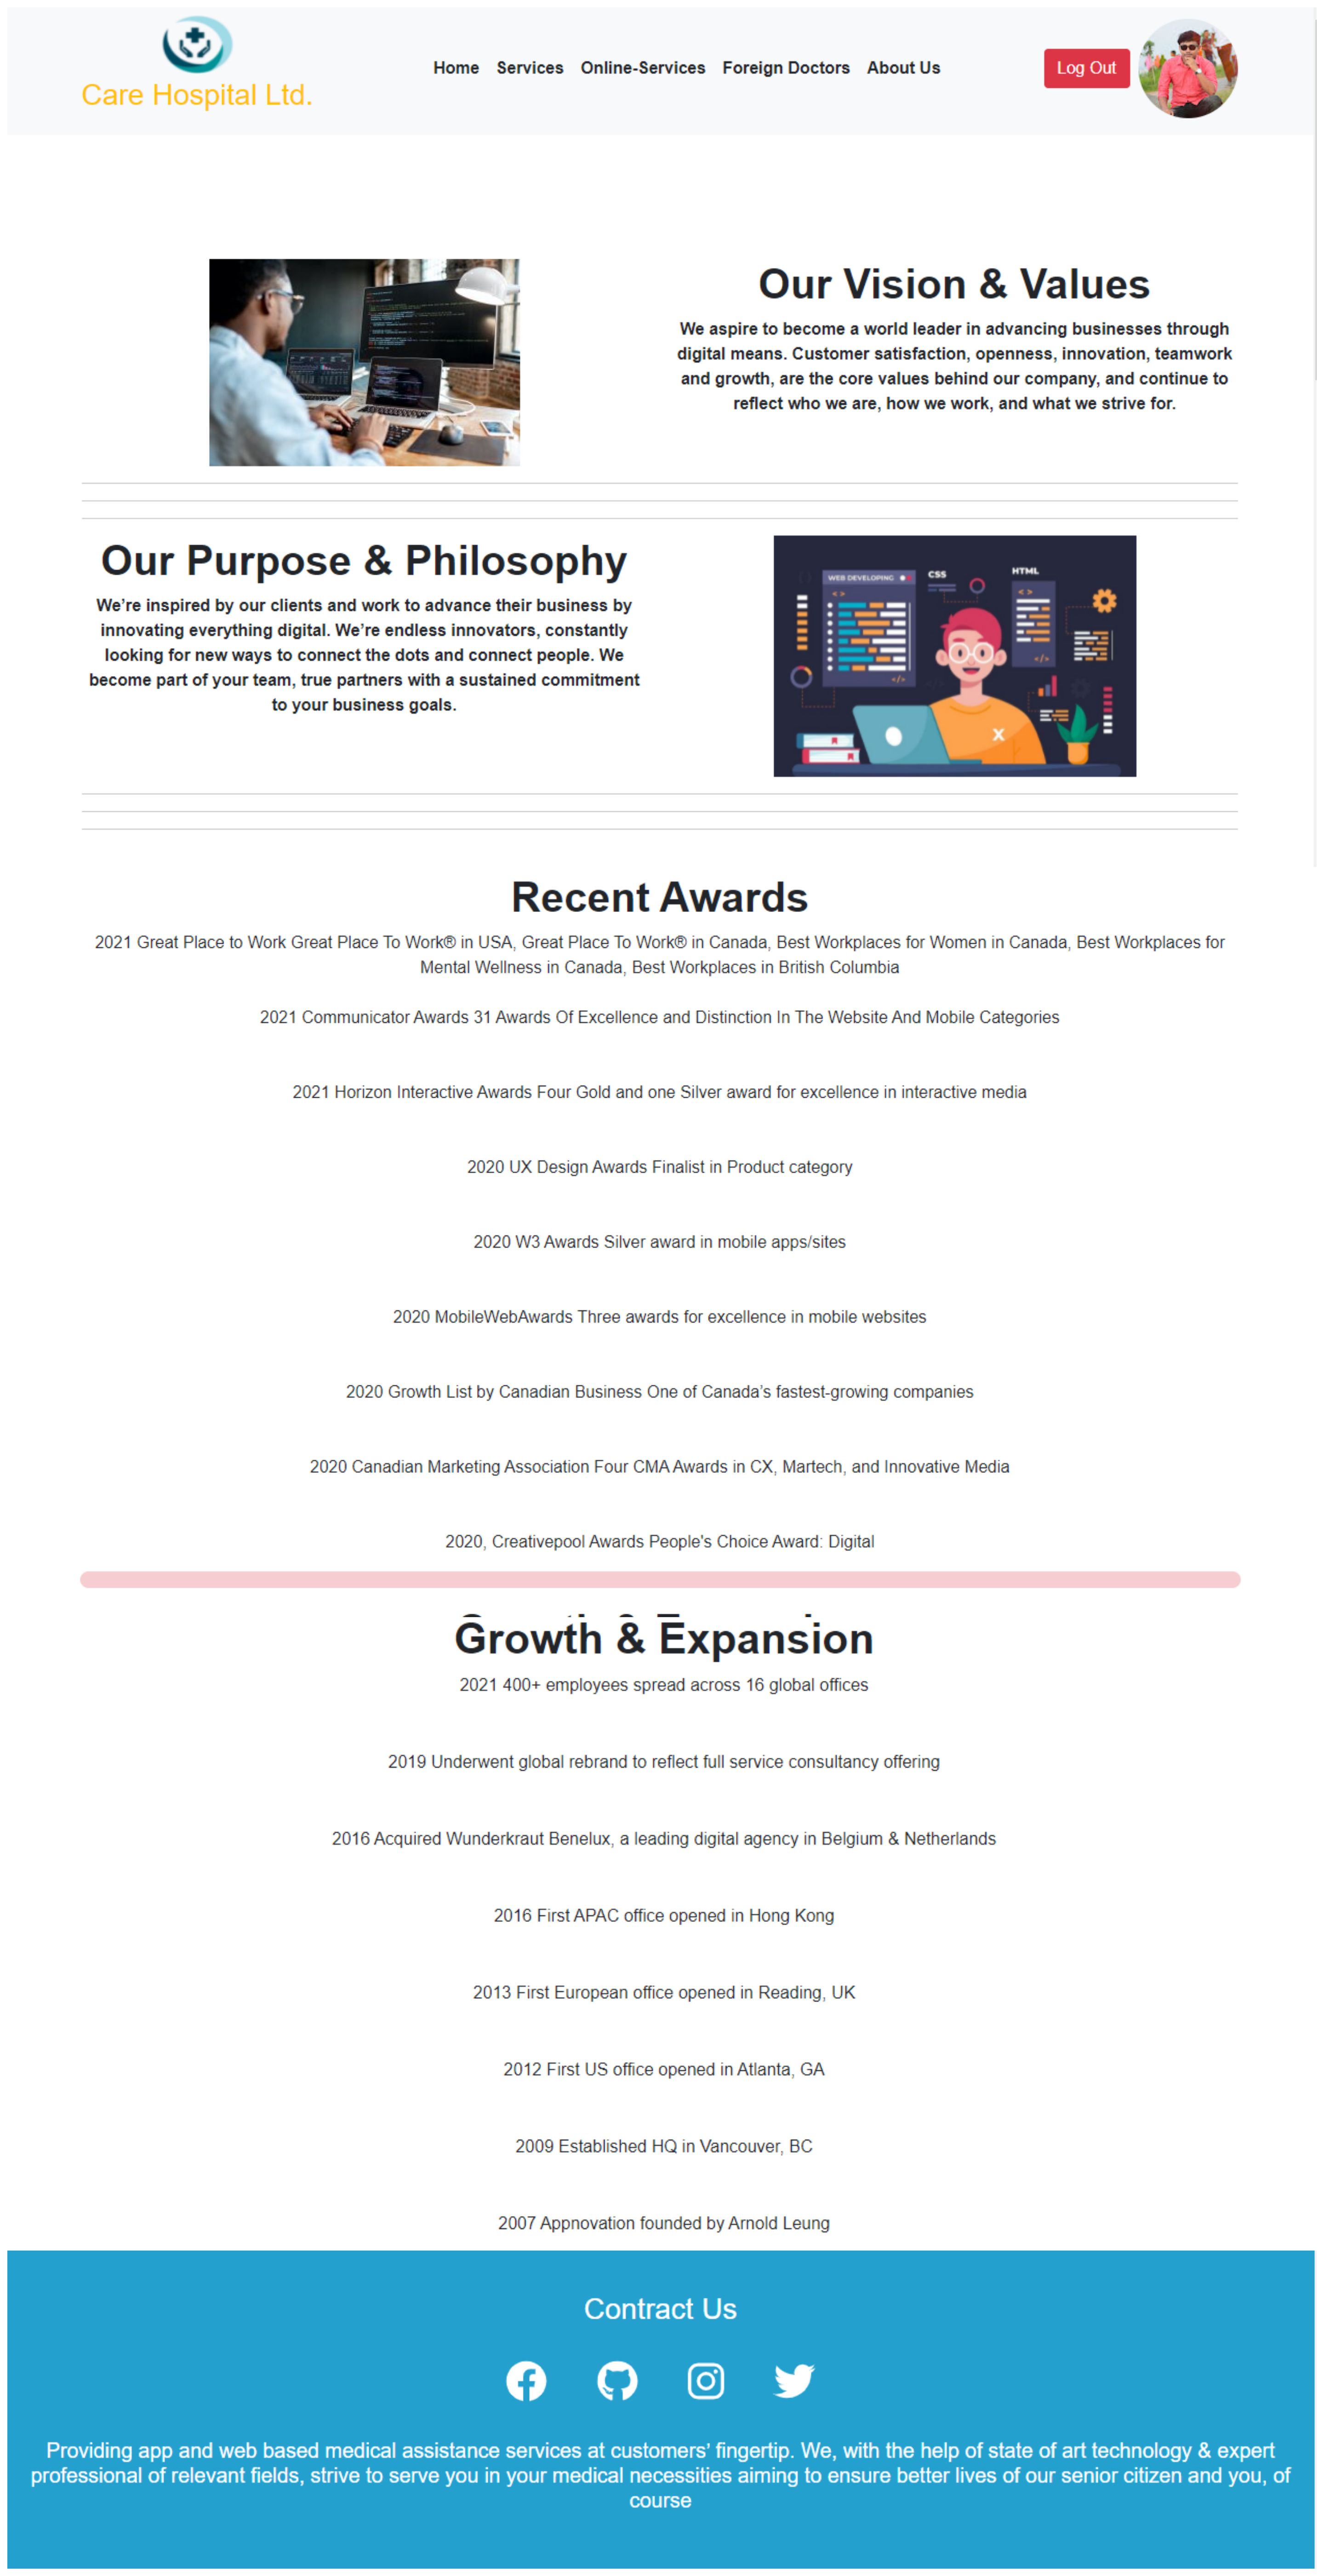 Care Hospital Ltd.
Home Services Online-Services Foreign Doctors About Us
Log Out
Our Vision & Values
We aspire to become a world leader in advancing businesses through
digital means. Customer satisfaction, openness, innovation, teamwork
and growth, are the core values behind our company, and continue to
reflect who we are, how we work, and what we strive for.
Our Purpose & Philosophy
We’re inspired by our clients and work to advance their business by
innovating everything digital. We’re endless innovators, constantly
looking for new ways to connect the dots and connect people. We
become part of your team, true partners with a sustained commitment
to your business goals.
WEB DEVELOPING
CSS
HTML
< >
< >
</>
</>
X
Recent Awards
2021 Great Place to Work Great Place To Work® in USA, Great Place To Work® in Canada, Best Workplaces for Women in Canada, Best Workplaces for
Mental Wellness in Canada, Best Workplaces in British Columbia
2021 Communicator Awards 31 Awards Of Excellence and Distinction In The Website And Mobile Categories
2021 Horizon Interactive Awards Four Gold and one Silver award for excellence in interactive media
2020 UX Design Awards Finalist in Product category
2020 W3 Awards Silver award in mobile apps/sites
2020 MobileWebAwards Three awards for excellence in mobile websites
2020 Growth List by Canadian Business One of Canada’s fastest-growing companies
2020 Canadian Marketing Association Four CMA Awards in CX, Martech, and Innovative Media
2020, Creativepool Awards People's Choice Award: Digital
Growth & Expansion
2021 400+ employees spread across 16 global offices
2019 Underwent global rebrand to reflect full service consultancy offering
2016 Acquired Wunderkraut Benelux, a leading digital agency in Belgium & Netherlands
2016 First APAC office opened in Hong Kong
2013 First European office opened in Reading, UK
2012 First US office opened in Atlanta, GA
2009 Established HQ in Vancouver, BC
2007 Appnovation founded by Arnold Leung
Contract Us
Providing app and web based medical assistance services at customers’ fingertip. We, with the help of state of art technology & expert
professional of relevant fields, strive to serve you in your medical necessities aiming to ensure better lives of our senior citizen and you, of
course